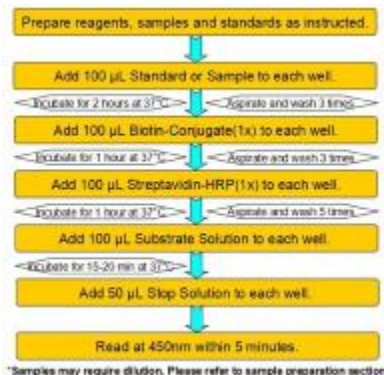 Prepare reagents, samples and standards as instructed.
Add 100 µL Standard or Sample to each well.
Incubate for 2 hours at 37°C Aspirate and wash 3 times
Add 100 µL Biotin-Conjugate(1x) to each well.
Incubate for 1 hour at 37°C Aspirate and wash 3 times
Add 100 µL Streptavidin-HRP(1x) to each well.
Incubate for 1 hour at 37°C Aspirate and wash 5 times
Add 100 µL Substrate Solution to each well.
Incubate for 15-20 min at 37°C
Add 50 µL Stop Solution to each well.
Read at 450nm within 5 minutes.
*Samples may require dilution. Please refer to sample preparation section